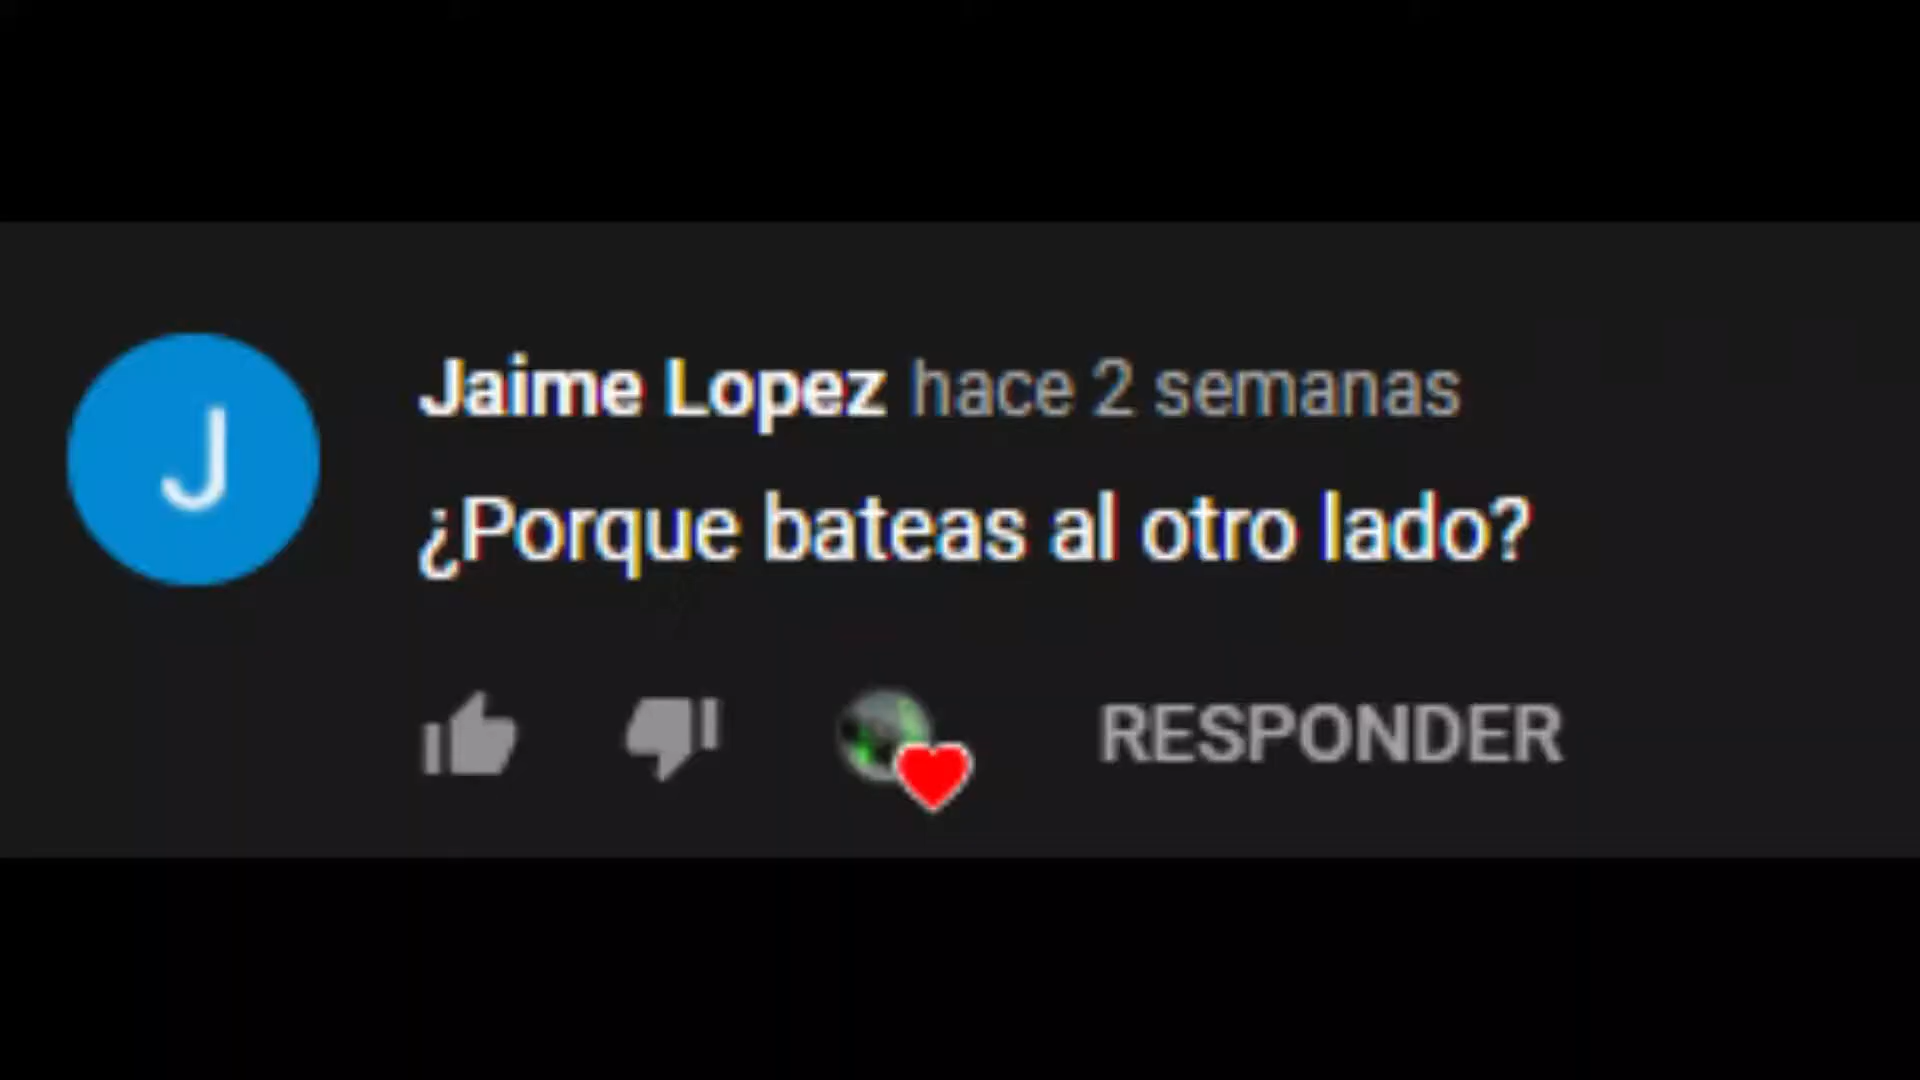 J
Jaime Lopez hace 2 semanas
¿Porque bateas al otro lado?
RESPONDER